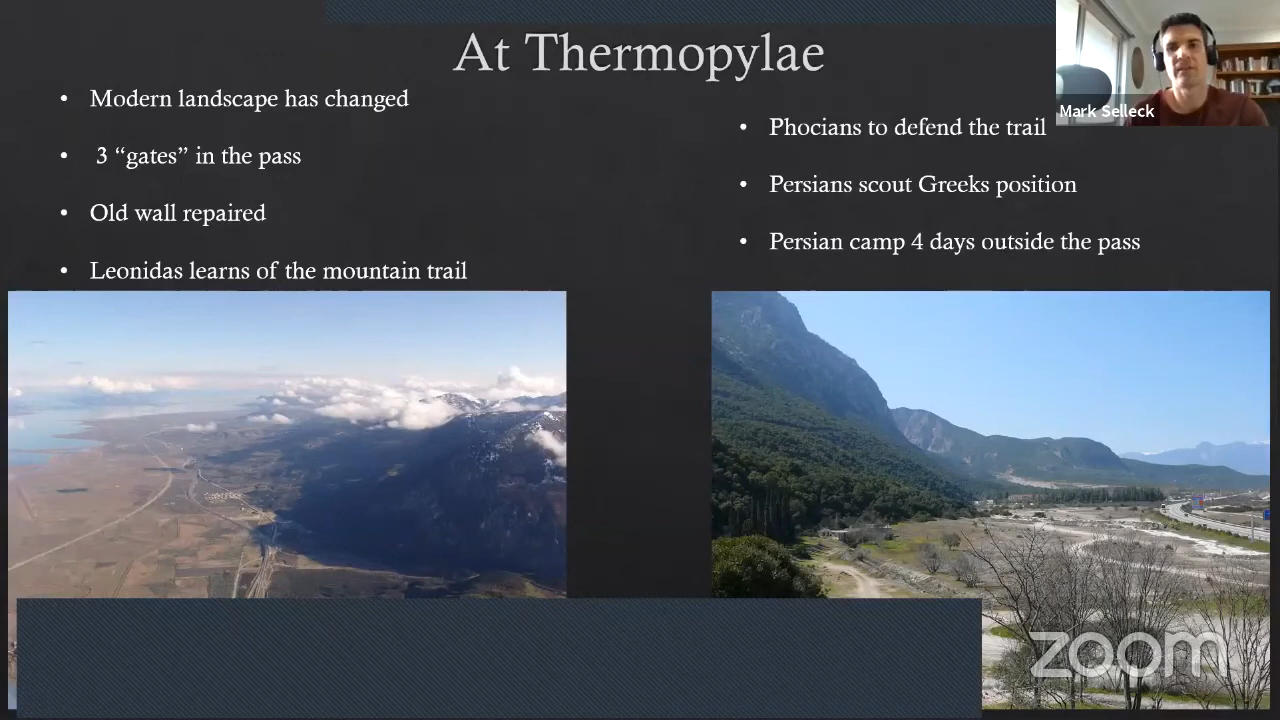 At Thermopylae
Modern landscape has changed
3 “gates” in the pass
Old wall repaired
Leonidas learns of the mountain trail
Phocians to defend the trail
Persians scout Greeks position
Persian camp 4 days outside the pass
Mark Selleck
zoom